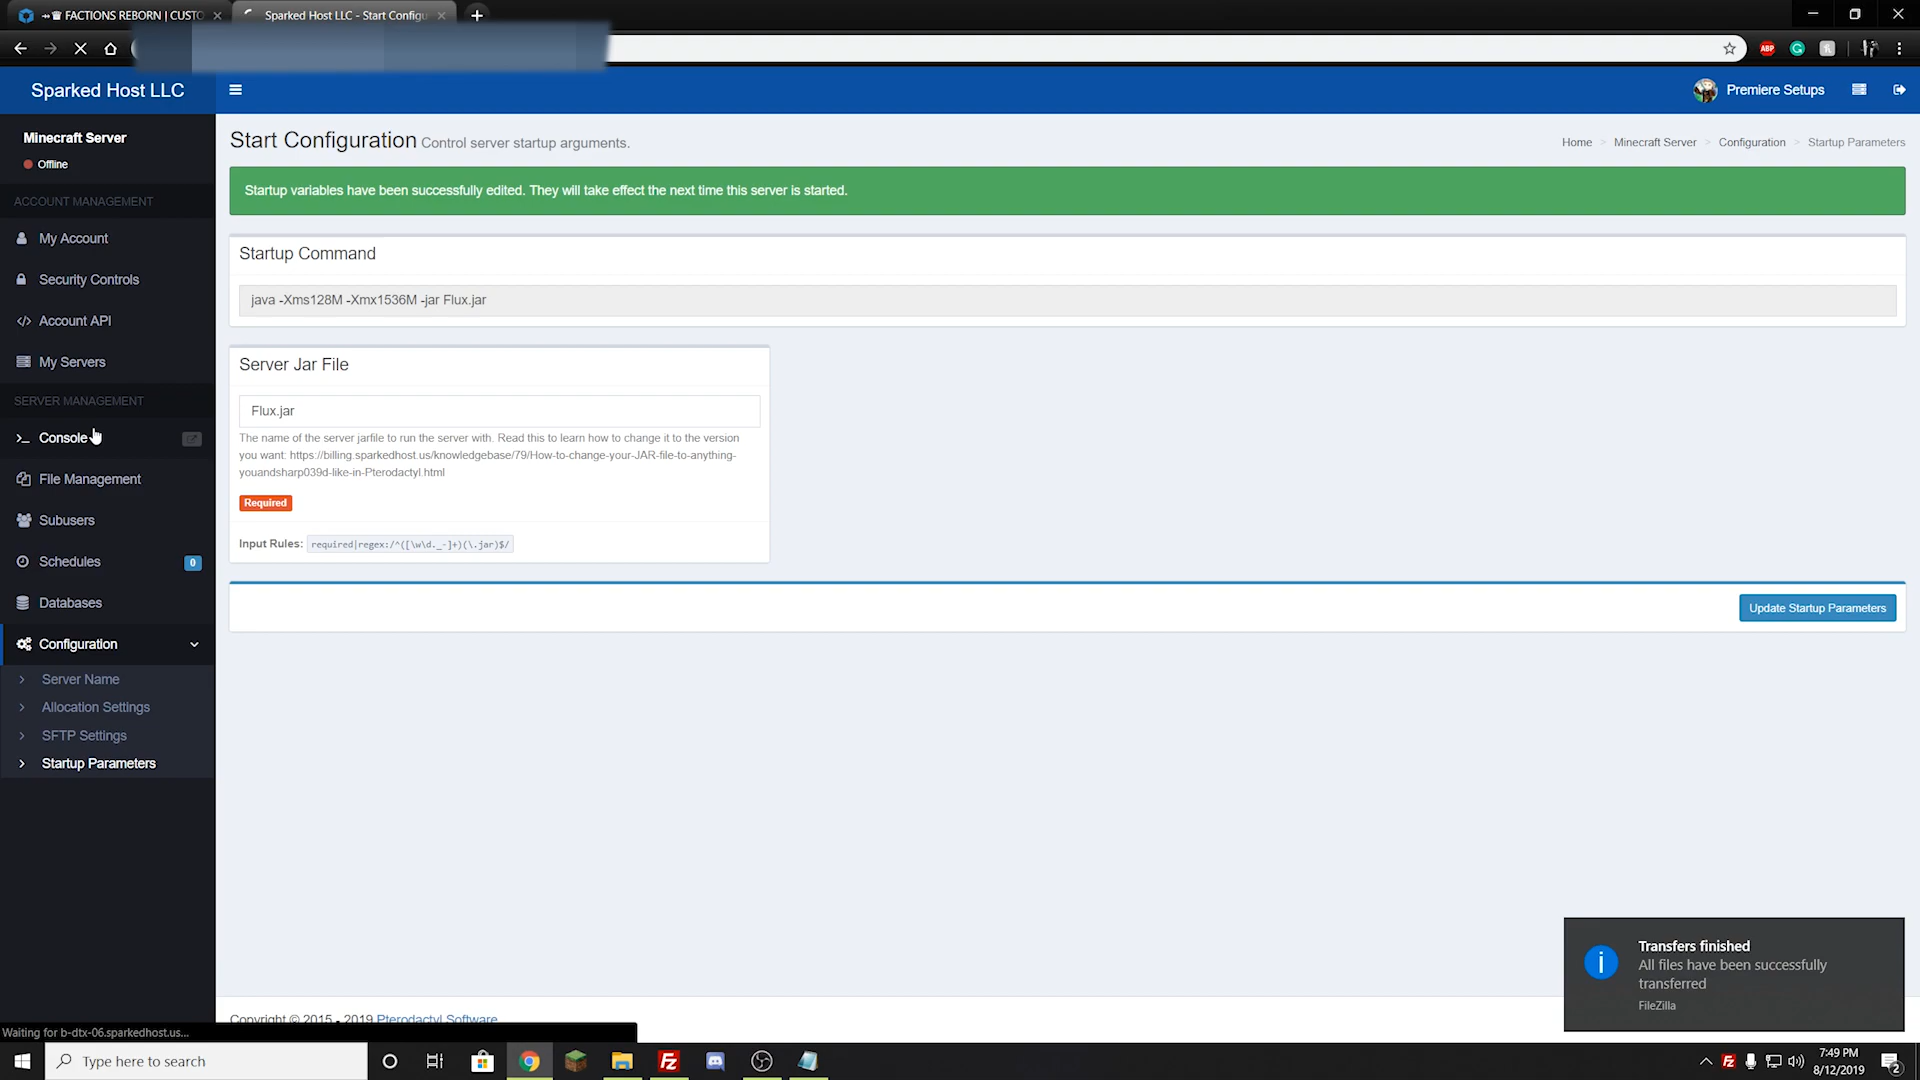 FACTIONS REBORN | CUSTO
Sparked Host LLC - Start Configu
ABP
Sparked Host LLC
Premiere Setups
Minecraft Server
Offline
Start Configuration Control server startup arguments.
Home > Minecraft Server > Configuration > Startup Parameters
Startup variables have been successfully edited. They will take effect the next time this server is started.
ACCOUNT MANAGEMENT
My Account
Security Controls
Account API
My Servers
SERVER MANAGEMENT
Console
File Management
Subusers
Schedules 0
Databases
Configuration
Server Name
Allocation Settings
SFTP Settings
Startup Parameters
Startup Command
java -Xms128M -Xmx1536M -jar Flux.jar
Server Jar File
Flux.jar
The name of the server jarfile to run the server with. Read this to learn how to change it to the version
you want: https://billing.sparkedhost.us/knowledgebase/79/How-to-change-your-JAR-file-to-anything-
youandsharp039d-like-in-Pterodactyl.html
Required
Input Rules: required|regex:/^([\w\d._-]+)(\.jar)$/
Update Startup Parameters
Transfers finished
All files have been successfully
transferred
FileZilla
Copyright © 2015 - 2019 Pterodactyl Software
Waiting for b-dtx-06.sparkedhost.us...
Type here to search
7:49 PM
8/12/2019
2